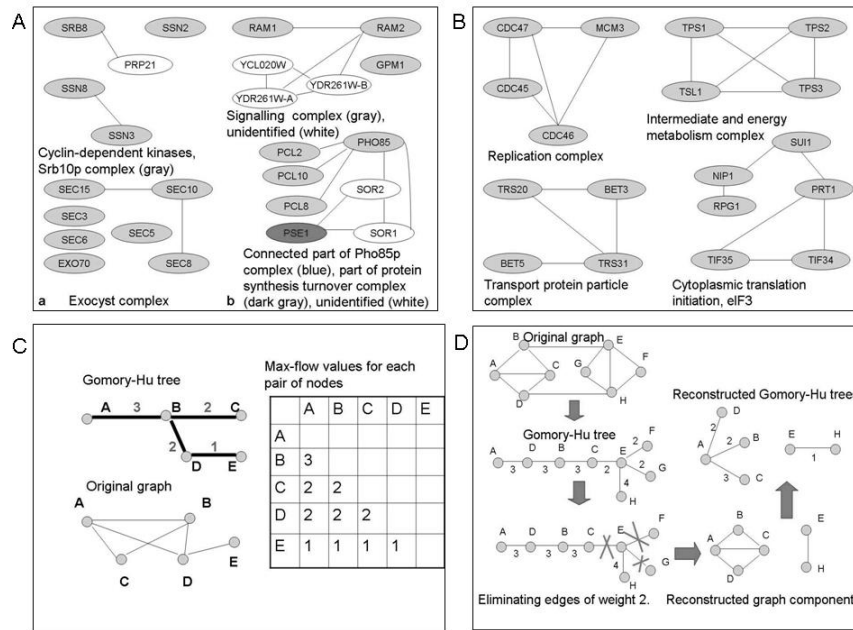 A
SRB8
SSN2
PRP21
SSN8
SSN3
Cyclin-dependent kinases,
Srb10p complex (gray)
SEC15
SEC10
SEC3
SEC6
SEC5
EXO70
SEC8
a Exocyst complex
RAM1
RAM2
YCL020W
GPM1
YDR261W-B
YDR261W-A
Signalling complex (gray),
unidentified (white)
PCL2
PHO85
PCL10
SOR2
PCL8
PSE1
SOR1
Connected part of Pho85p
complex (blue), part of protein
synthesis turnover complex
b (dark gray), unidentified (white)
B
CDC47
MCM3
CDC45
CDC46
Replication complex
TPS1
TPS2
TSL1
TPS3
Intermediate and energy
metabolism complex
TRS20
BET3
BET5
TRS31
Transport protein particle
complex
SUI1
NIP1
PRT1
RPG1
TIF35
TIF34
Cytoplasmic translation
initiation, eIF3
C
Gomory-Hu tree
A 3 B 2 C
2 D 1 E
Original graph
A
B
C
D
E
Max-flow values for each
pair of nodes
A B C D E
A
B 3
C 2 2
D 2 2 2
E 1 1 1 1
D
Original graph
B
E
A
C
G
F
D
H
Gomory-Hu tree
A D B C E F
3 3 3 2 2 2
4 G
H
A D B C E F
3 3 3
4 G
H
Eliminating edges of weight 2.
Reconstructed Gomory-Hu tree
D
2
A 2 B
3 C
E H
1
B
A C
D
E
H
Reconstructed graph component